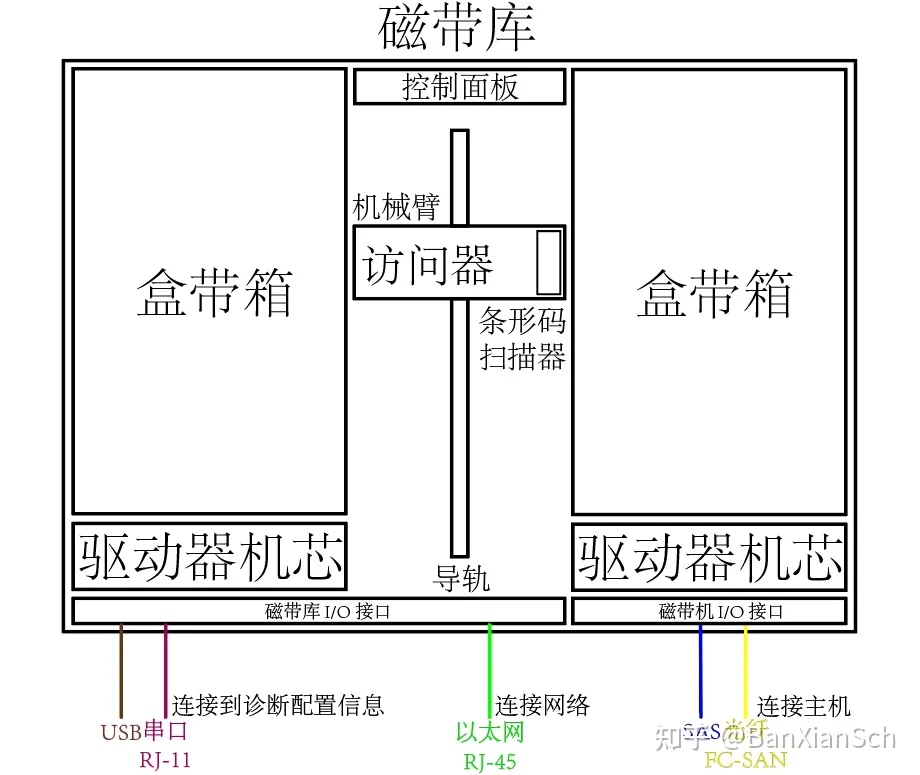 磁带库
控制面板
机械臂
访问器
盒带箱
盒带箱
条形码
扫描器
驱动器机芯
导轨
驱动器机芯
磁带库 I/O 接口
磁带机 I/O 接口
连接到诊断配置信息
连接网络
连接主机
USB 串口
以太网
SAS 光纤
RJ-11
RJ-45
FC-SAN
知乎 @BanXianSch